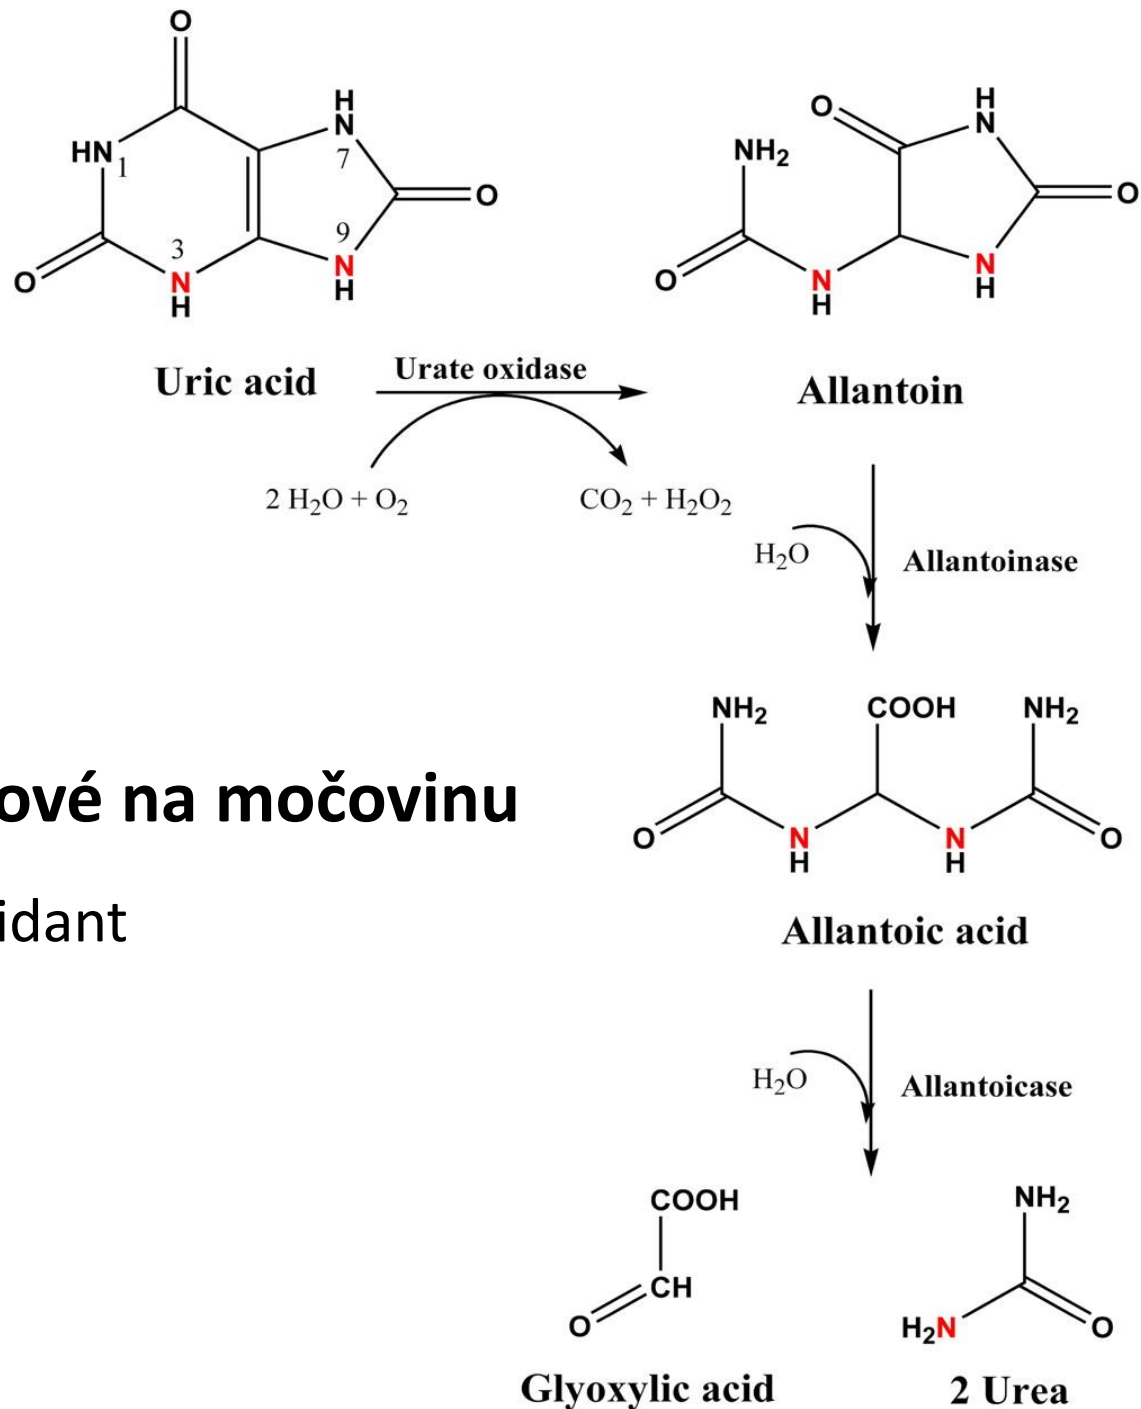 O
HN
1
H
N
7
O
9
N
H
3
N
H
O
Uric acid
O
H
N
NH2
O
O
N
H
N
H
Allantoin
Urate oxidase
2 H2O + O2
CO2 + H2O2
H2O
Allantoinase
NH2
COOH
NH2
O
N
H
N
H
O
Allantoic acid
ové na močovinu
idant
H2O
Allantoicase
COOH
CH
O
Glyoxylic acid
NH2
H2N
O
2 Urea